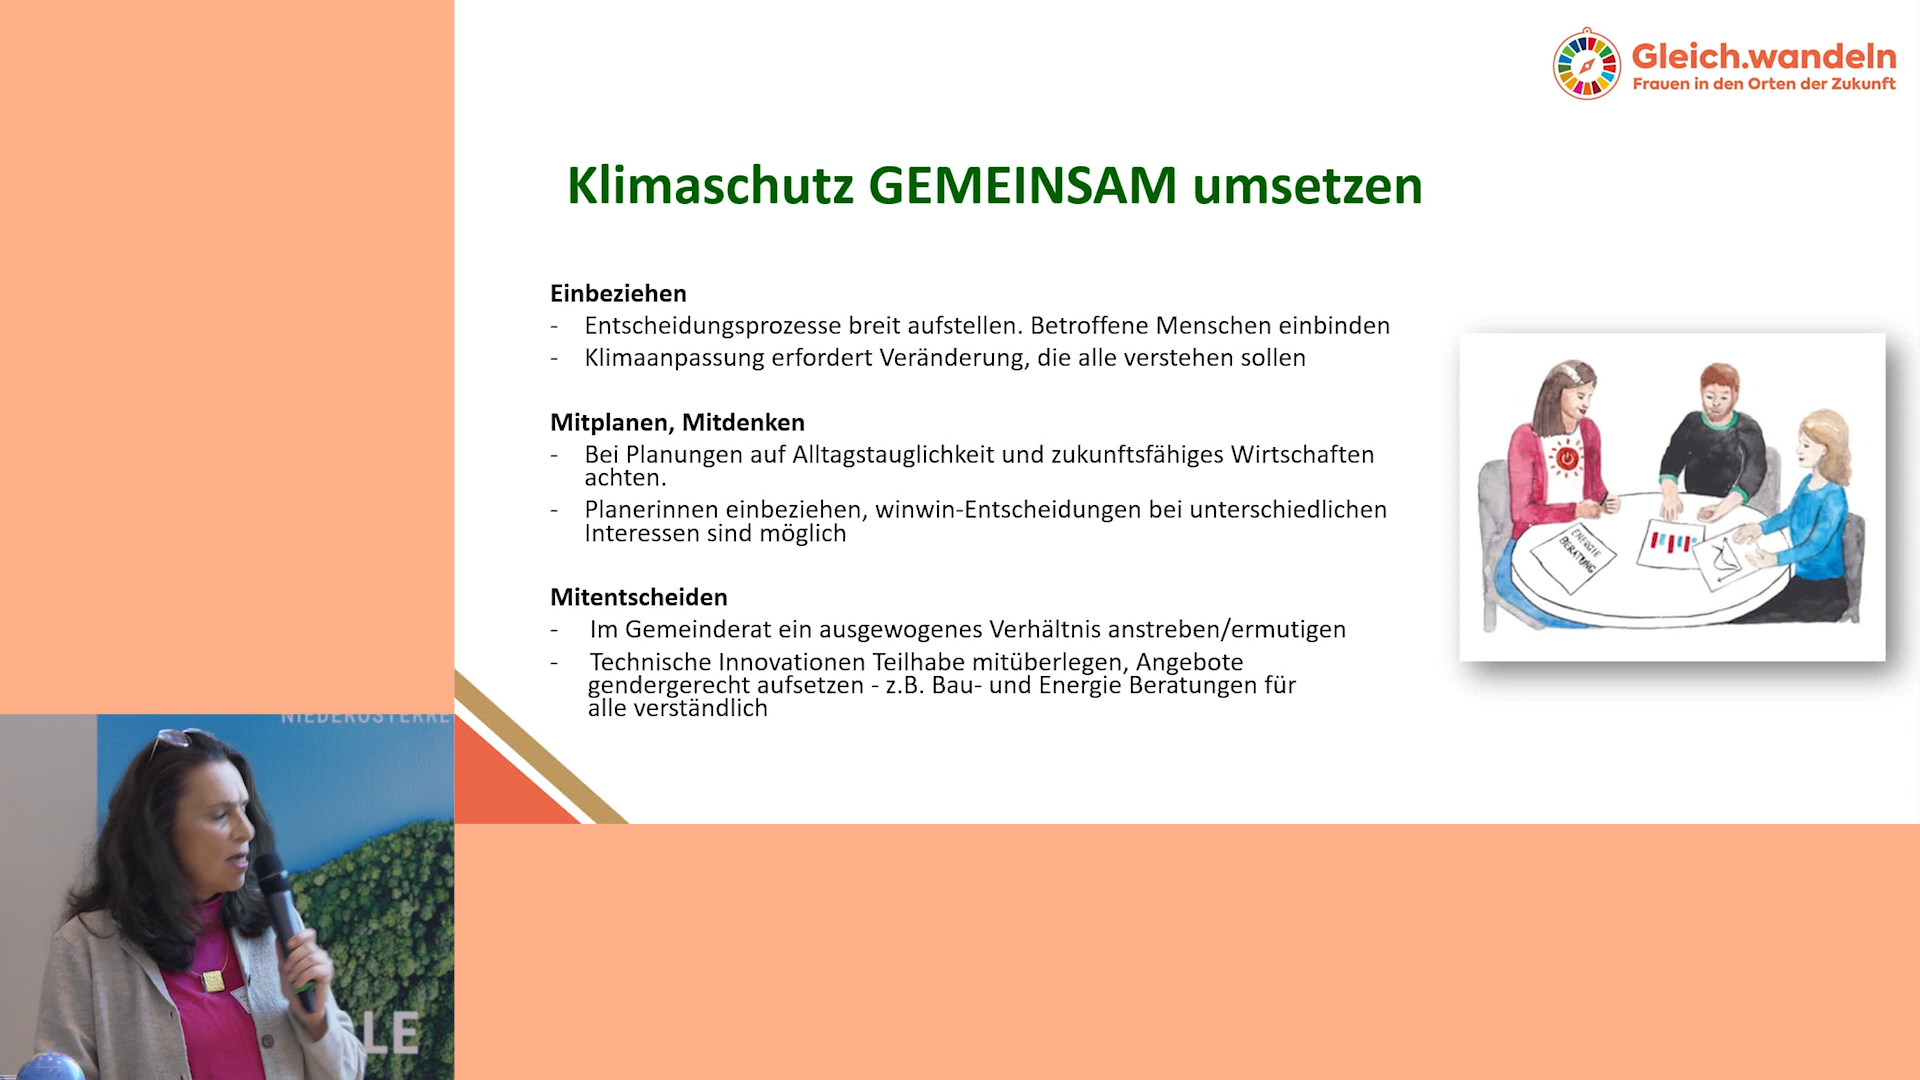 Gleich.wandeln
Frauen in den Orten der Zukunft
Klimaschutz GEMEINSAM umsetzen
Einbeziehen
- Entscheidungsprozesse breit aufstellen. Betroffene Menschen einbinden
- Klimaanpassung erfordert Veränderung, die alle verstehen sollen
Mitplanen, Mitdenken
- Bei Planungen auf Alltagstauglichkeit und zukunftsfähiges Wirtschaften
achten.
- Planerinnen einbeziehen, winwin-Entscheidungen bei unterschiedlichen
Interessen sind möglich
Mitentscheiden
- Im Gemeinderat ein ausgewogenes Verhältnis anstreben/ermutigen
- Technische Innovationen Teilhabe mitüberlegen, Angebote
gendergerecht aufsetzen - z.B. Bau- und Energie Beratungen für
alle verständlich
ENERGIE
BERATUNG
NIEDERÖSTERRE
LE